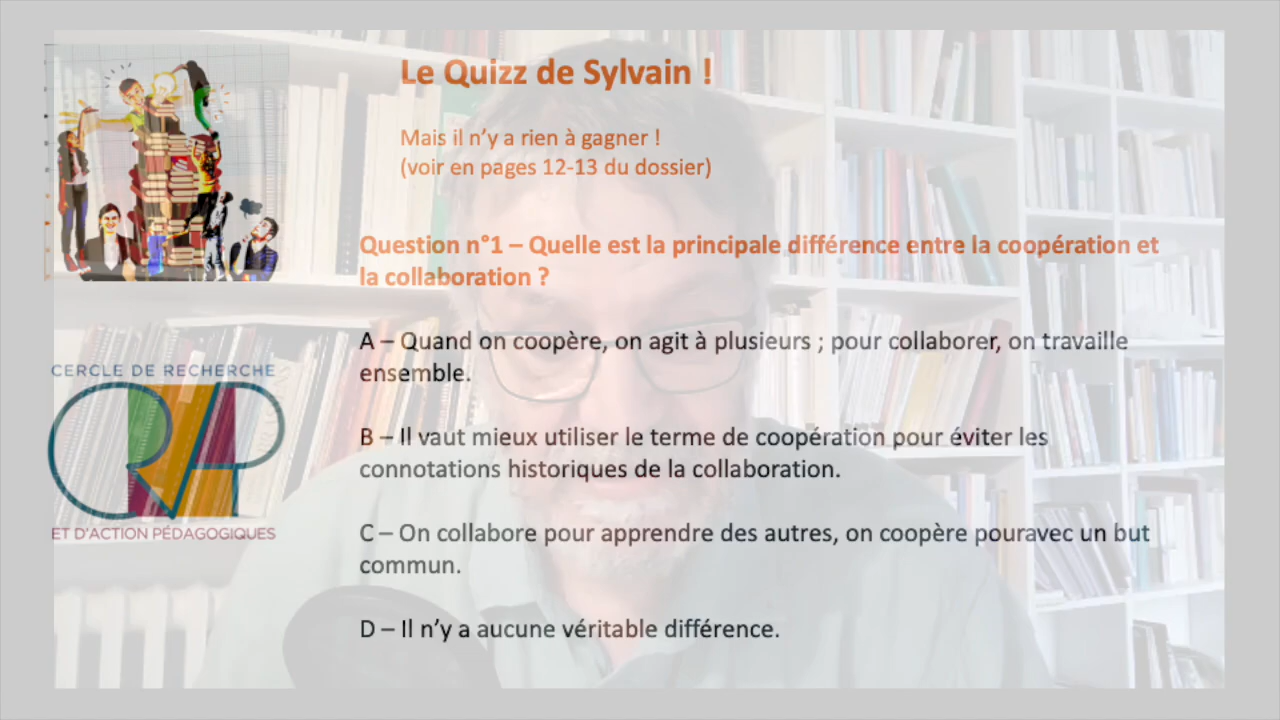 Le Quizz de Sylvain !
Mais il n’y a rien à gagner !
(voir en pages 12-13 du dossier)
Question n°1 – Quelle est la principale différence entre la coopération et
la collaboration ?
A – Quand on coopère, on agit à plusieurs ; pour collaborer, on travaille
ensemble.
B – Il vaut mieux utiliser le terme de coopération pour éviter les
connotations historiques de la collaboration.
C – On collabore pour apprendre des autres, on coopère pouravec un but
commun.
D – Il n’y a aucune véritable différence.
CERCLE DE RECHERCHE
CRAP
ET D’ACTION PÉDAGOGIQUES